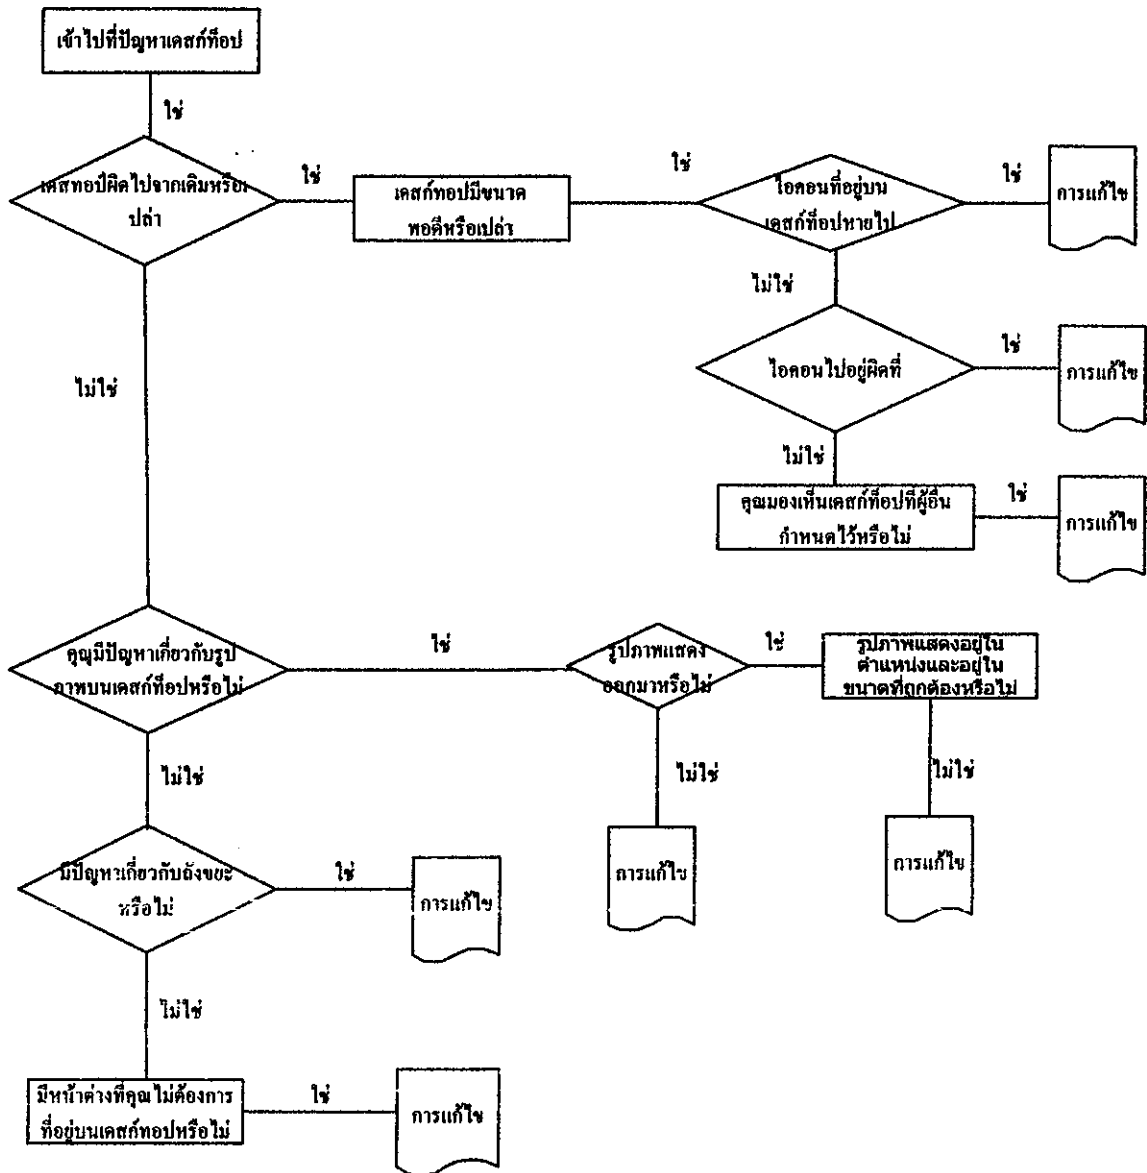 เข้าไปที่ปัญหาเดสก์ท็อป
ใช่
เดสทอปผิดไปจากเดิมหรือเ
ปล่า
ใช่
เดสก์ทอปมีขนาด
พอดีหรือเปล่า
ใช่
ไอคอนที่อยู่บน
เดสก์ท็อปหายไป
ใช่
การแก้ไข
ไม่ใช่
ไอคอนไปอยู่ผิดที่
ใช่
การแก้ไข
ไม่ใช่
คุณมองเห็นเดสก์ท็อปที่ผู้อื่น
กำหนดไว้หรือไม่
ใช่
การแก้ไข
ไม่ใช่
คุณมีปัญหาเกี่ยวกับรูป
ภาพบนเดสก์ท็อปหรือไม่
ใช่
รูปภาพแสดง
ออกมาหรือไม่
ใช่
รูปภาพแสดงอยู่ใน
ตำแหน่งและอยู่ใน
ขนาดที่ถูกต้องหรือไม่
ไม่ใช่
การแก้ไข
ไม่ใช่
การแก้ไข
ไม่ใช่
มีปัญหาเกี่ยวกับถังขยะ
หรือไม่
ใช่
การแก้ไข
ไม่ใช่
มีหน้าต่างที่คุณไม่ต้องการ
ที่อยู่บนเดสก์ทอปหรือไม่
ใช่
การแก้ไข